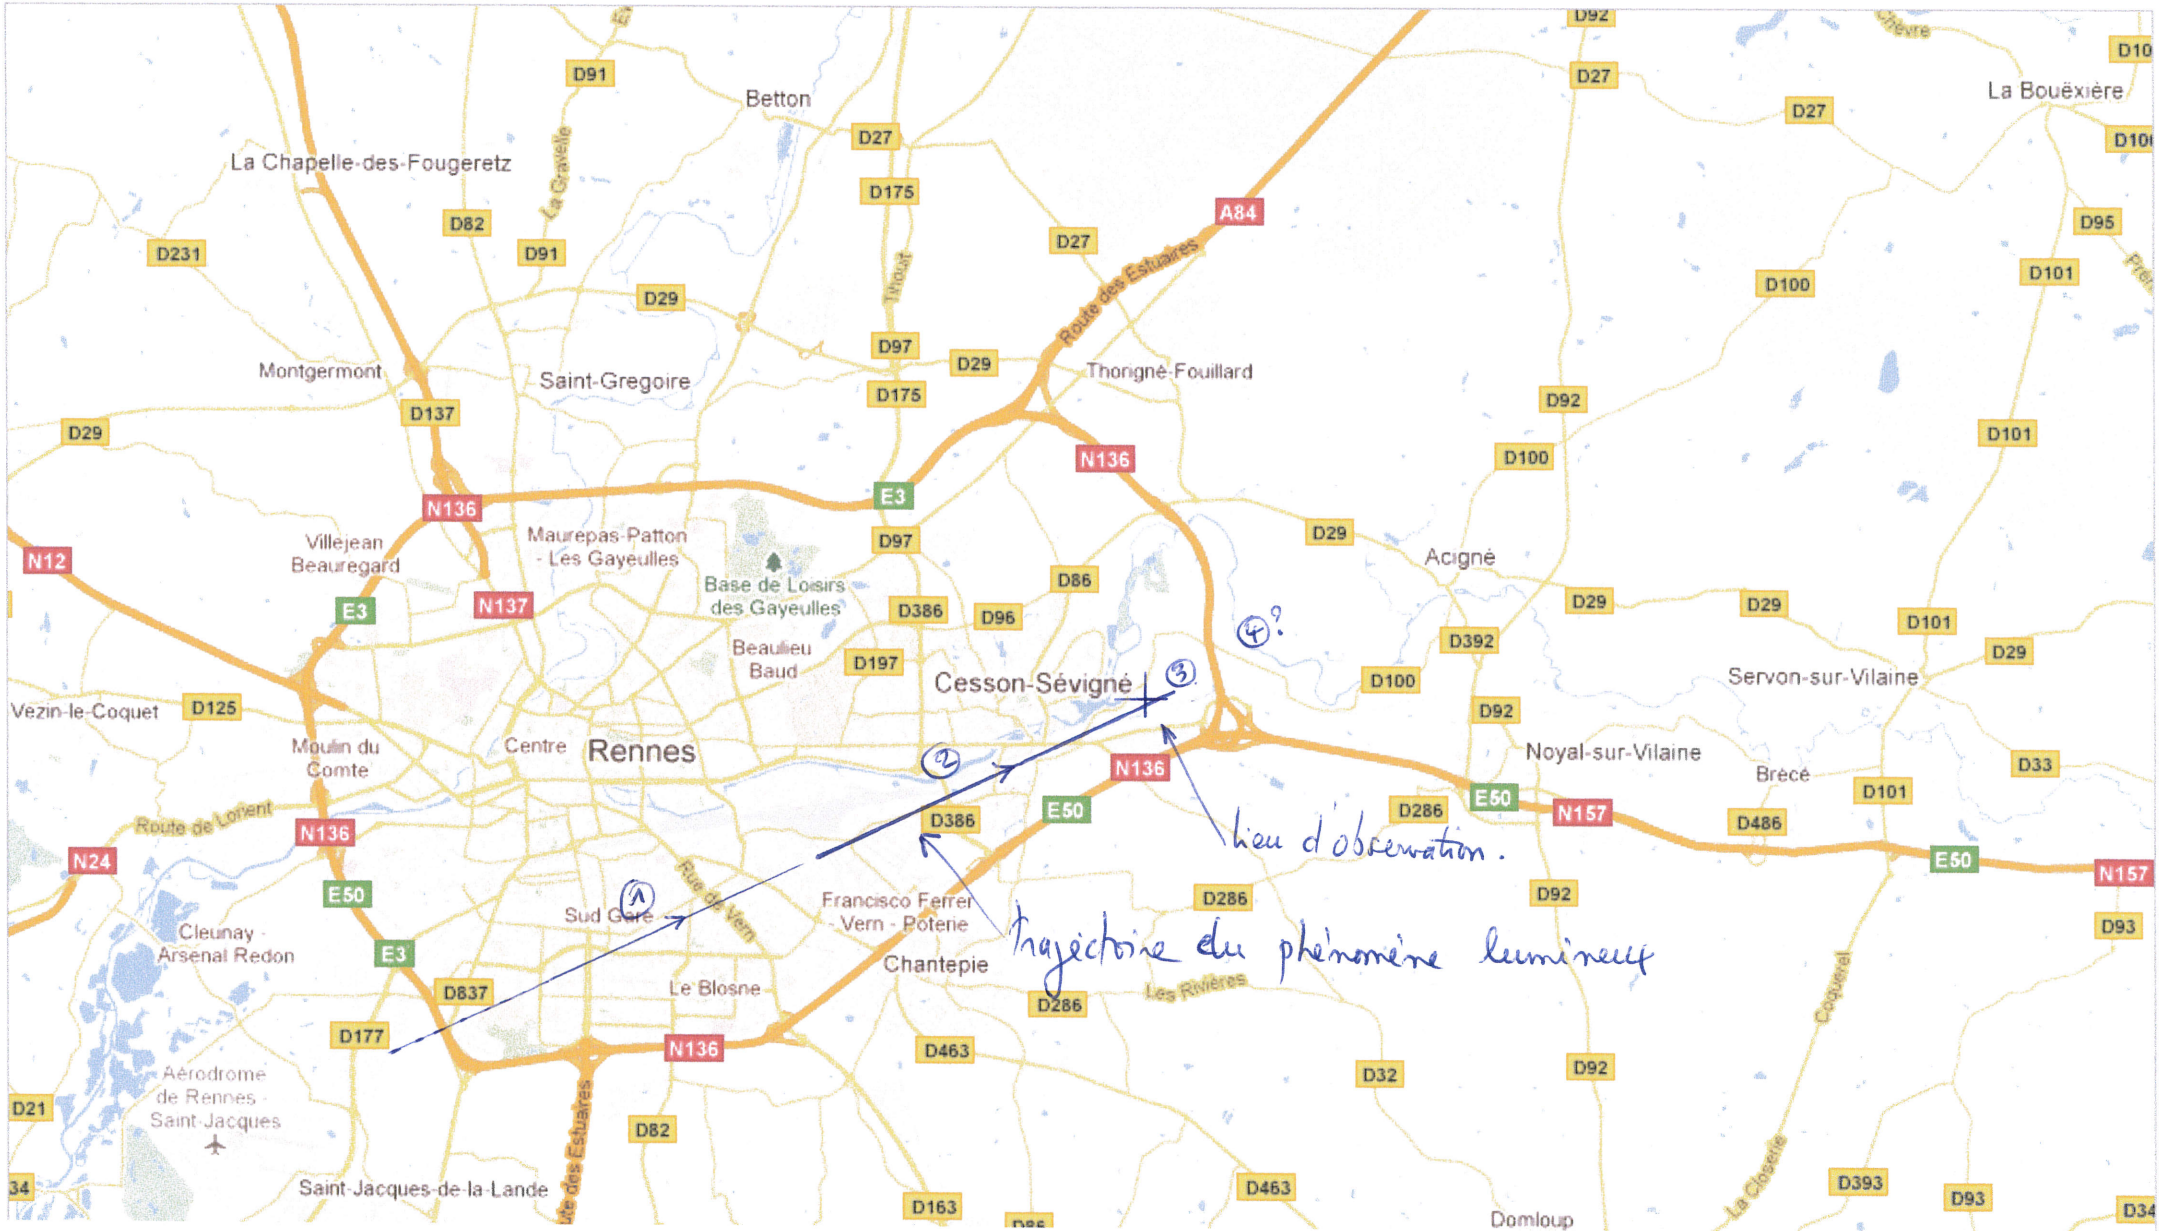 D92
Chèvre
D91
D27
D10
Betton
La Bouëxière
D27
D27
La Gravelle
La Chapelle-des-Fougeretz
D175
D82
A84
D95
D231
D91
D27
Tihouit
Route des Estuaires
D101
D29
D100
D97
D29
Montgermont
Saint-Gregoire
Thorigné-Fouillard
D175
D137
D92
D29
D101
N136
D100
E3
N136
Villejean
Beauregard
Maurepas-Patton
- Les Gayeulles
D97
D29
N12
Acigné
Base de Loisirs
des Gayeulles
D86
E3
N137
D386
D96
D29
D29
D101
④?
D392
Beaulieu
Baud
D197
D29
Cesson-Sévigné
③
D100
Servon-sur-Vilaine
Vezin-le-Coquet
D125
D92
Moulin du
Comte
Centre
Rennes
②
N136
Noyal-sur-Vilaine
Brécé
D33
Route de Lorient
N136
D386
E50
D286
E50
N157
D486
D101
lieu d'observation.
N24
E50
E50
N157
①
Rue de Vern
Sud Gare
Francisco Ferrer
- Vern - Poterie
D286
D92
D93
Cleunay -
Arsenal Redon
E3
trajectoire du phénomène lumineux
Chantepie
D837
Le Blosne
D286
Les Rivières
Coquerel
D177
N136
D463
Aérodrome
de Rennes -
Saint-Jacques
D32
D92
D21
D82
Route des Estuaires
La Closerie
34
Saint-Jacques-de-la-Lande
D163
D463
D393
D93
D34
Domloup